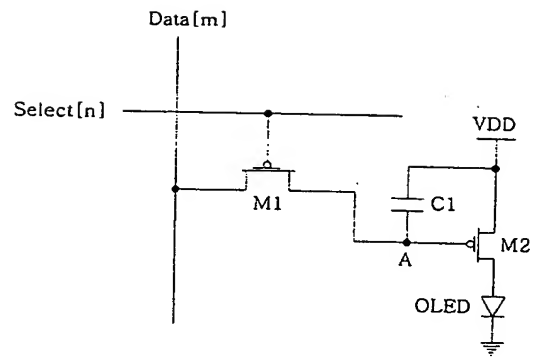 Data[m]
Select[n]
VDD
M1
C1
M2
A
OLED